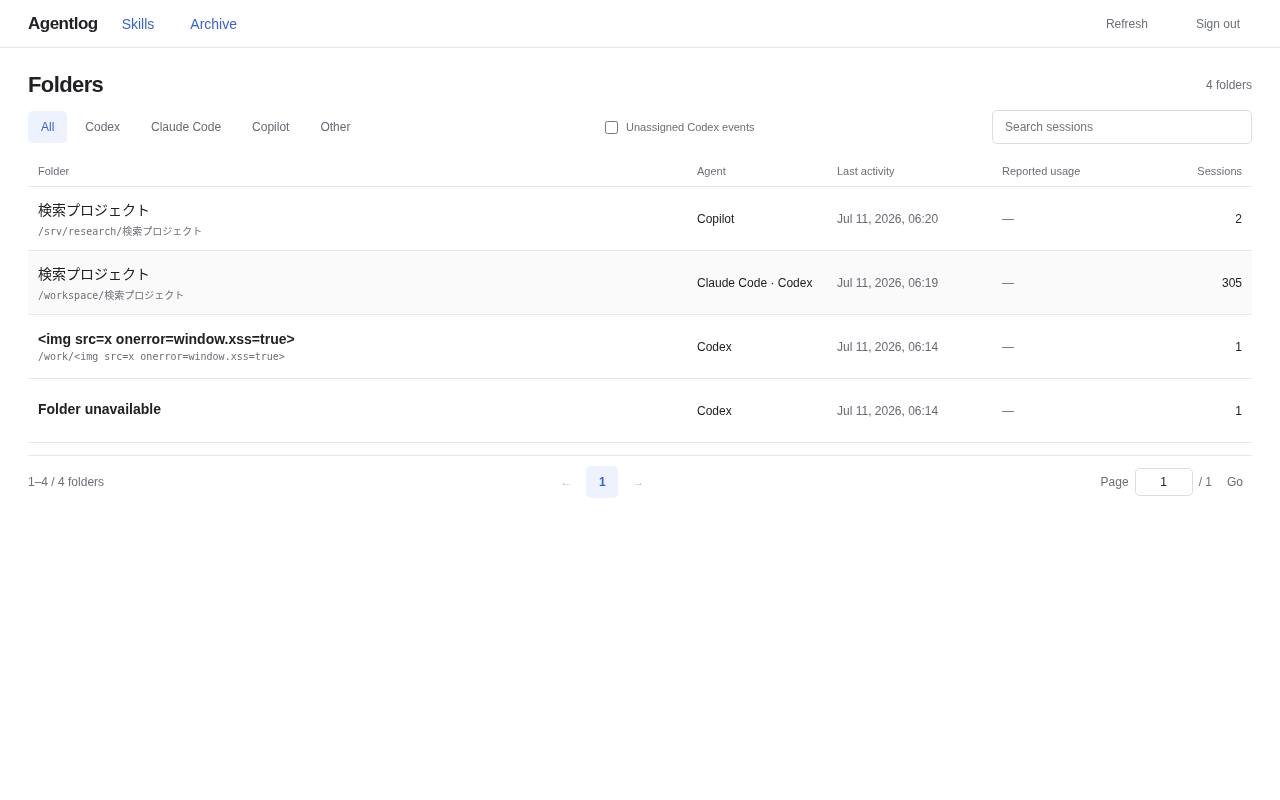 Agentlog Skills Archive Refresh Sign out
Folders 4 folders
All Codex Claude Code Copilot Other Unassigned Codex events Search sessions
Folder Agent Last activity Reported usage Sessions
検索プロジェクト
/srv/research/検索プロジェクト
Copilot Jul 11, 2026, 06:20 — 2
検索プロジェクト
/workspace/検索プロジェクト
Claude Code · Codex Jul 11, 2026, 06:19 — 305
<img src=x onerror=window.xss=true>
/work/<img src=x onerror=window.xss=true>
Codex Jul 11, 2026, 06:14 — 1
Folder unavailable Codex Jul 11, 2026, 06:14 — 1
1–4 / 4 folders ← 1 → Page 1 / 1 Go